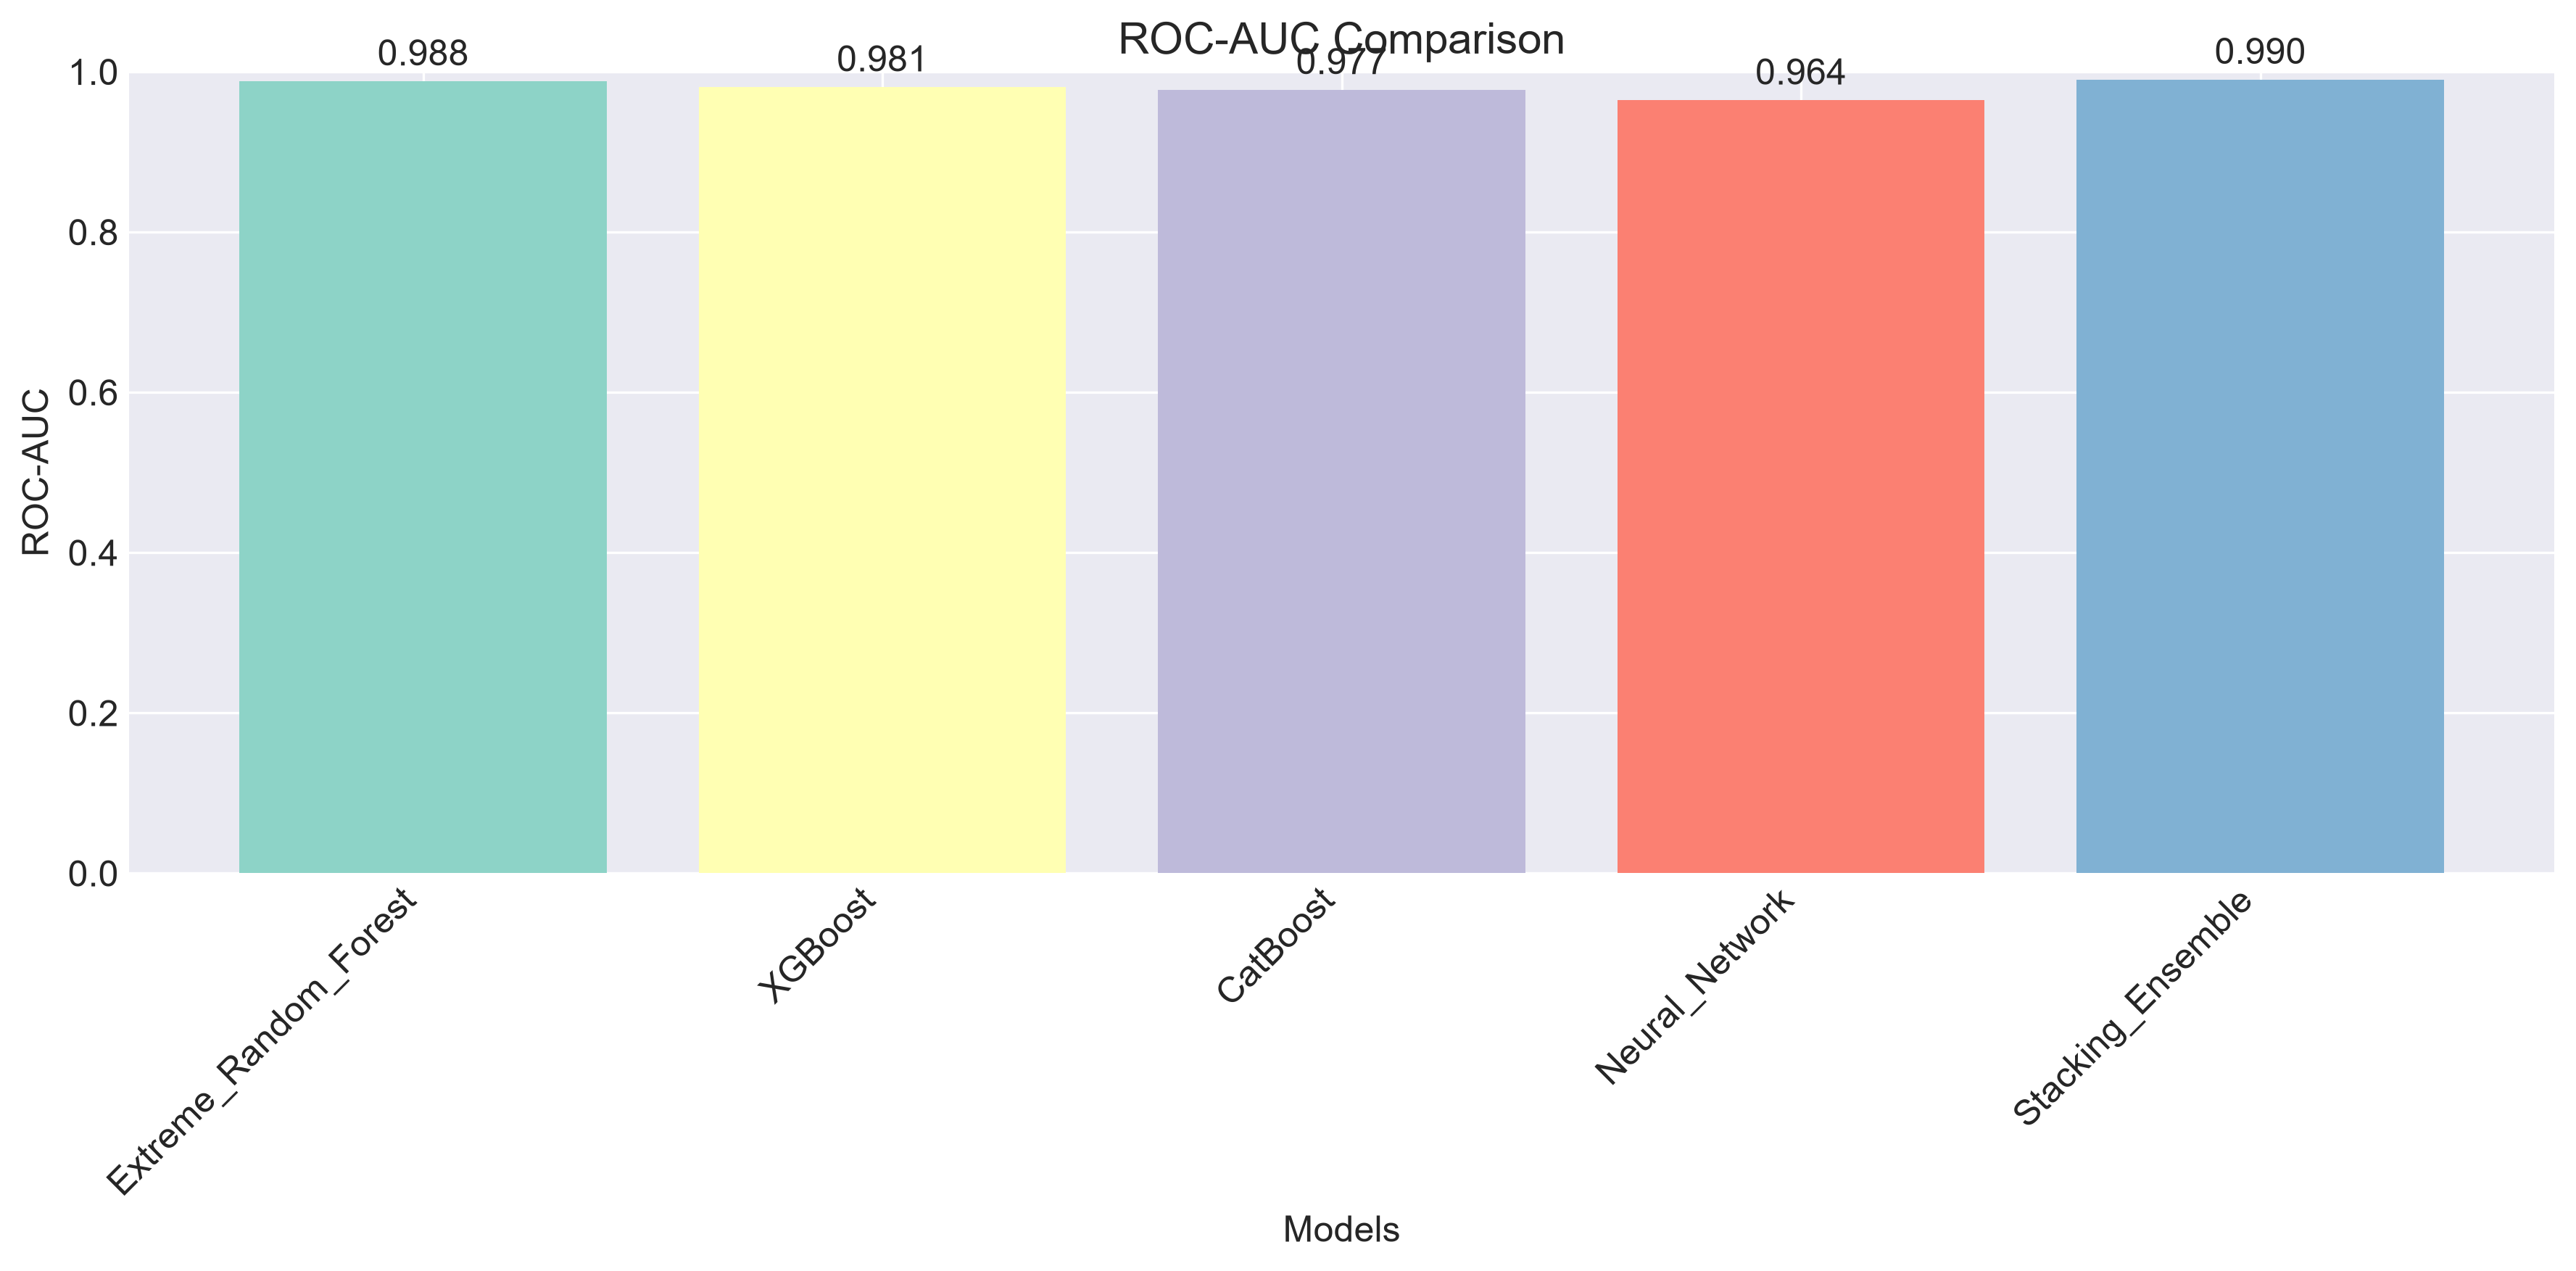 ROC-AUC Comparison
0.988
0.981
0.977
0.964
0.990
1.0
0.8
0.6
0.4
0.2
0.0
ROC-AUC
Extreme_Random_Forest
XGBoost
CatBoost
Neural_Network
Stacking_Ensemble
Models